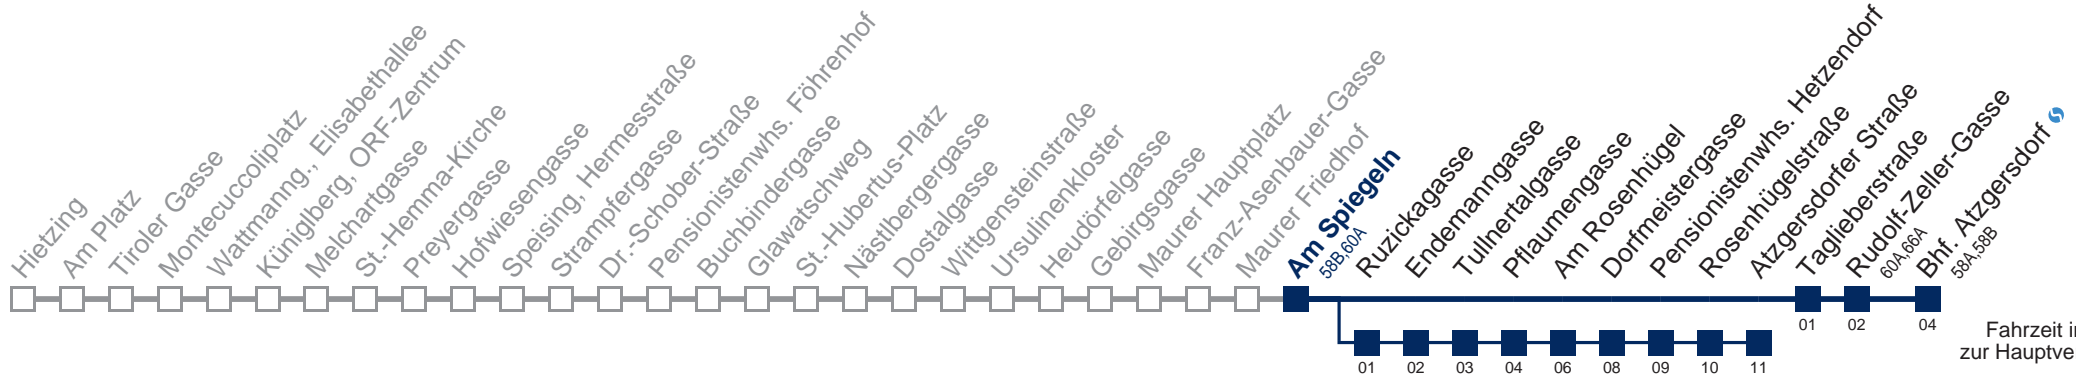 Hietzing
Am Platz
Tiroler Gasse
Montecuccoliplatz
Wattmanng., Elisabethallee
Küniglberg, ORF-Zentrum
Melchartgasse
St.-Hemma-Kirche
Preyergasse
Hofwiesengasse
Speising, Hermesstraße
Strampfergasse
Dr.-Schober-Straße
Pensionistenwhs. Föhrenhof
Buchbindergasse
Glawatschweg
St.-Hubertus-Platz
Nästlbergergasse
Dostalgasse
Wittgensteinstraße
Ursulinenkloster
Heudörfelgasse
Gebirgsgasse
Maurer Hauptplatz
Franz-Asenbauer-Gasse
Maurer Friedhof
Am Spiegeln
58B,60A
Ruzickagasse
Endemanngasse
Tullnertalgasse
Pflaumengasse
Am Rosenhügel
Dorfmeistergasse
Pensionistenwhs. Hetzendorf
Rosenhügelstraße
Atzgersdorfer Straße
Taglieberstraße
Rudolf-Zeller-Gasse
60A,66A
Bhf. Atzgersdorf
58A,58B
01 02 04
01 02 03 04 06 08 09 10 11
Fahrzeit i
zur Hauptve